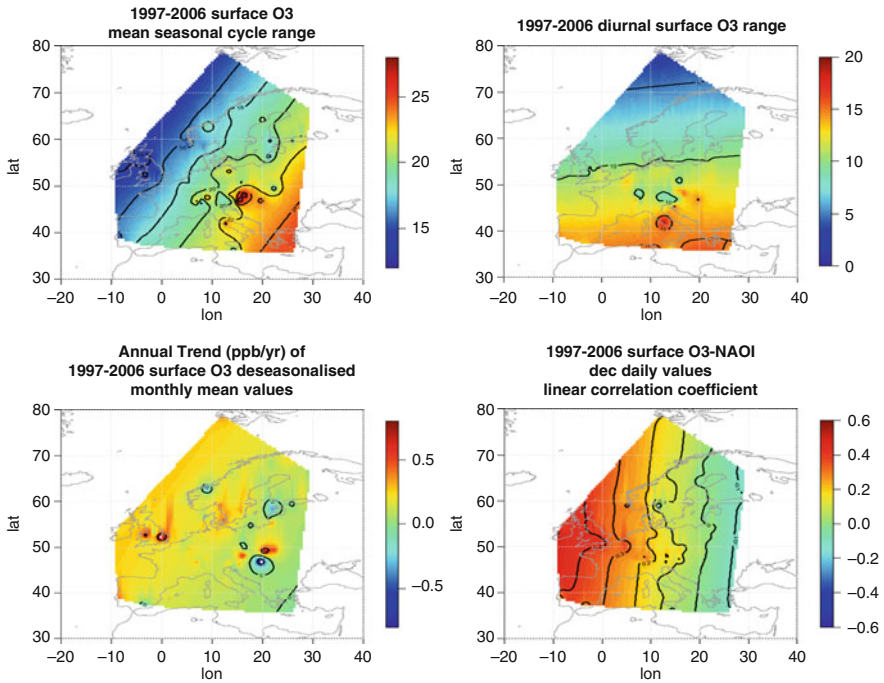 1997-2006 surface O3
mean seasonal cycle range
80
70
60
50
40
30
lat
−20 −10 0 10 20 30 40
lon
25
20
15
1997-2006 diurnal surface O3 range
80
70
60
50
40
30
lat
−20 −10 0 10 20 30 40
lon
20
15
10
5
0
Annual Trend (ppb/yr) of
1997-2006 surface O3 deseasonalised
monthly mean values
80
70
60
50
40
30
lat
−20 −10 0 10 20 30 40
lon
0.5
0.0
−0.5
1997-2006 surface O3-NAOI
dec daily values
linear correlation coefficient
80
70
60
50
40
30
lat
−20 −10 0 10 20 30 40
lon
0.6
0.4
0.2
0.0
−0.2
−0.4
−0.6